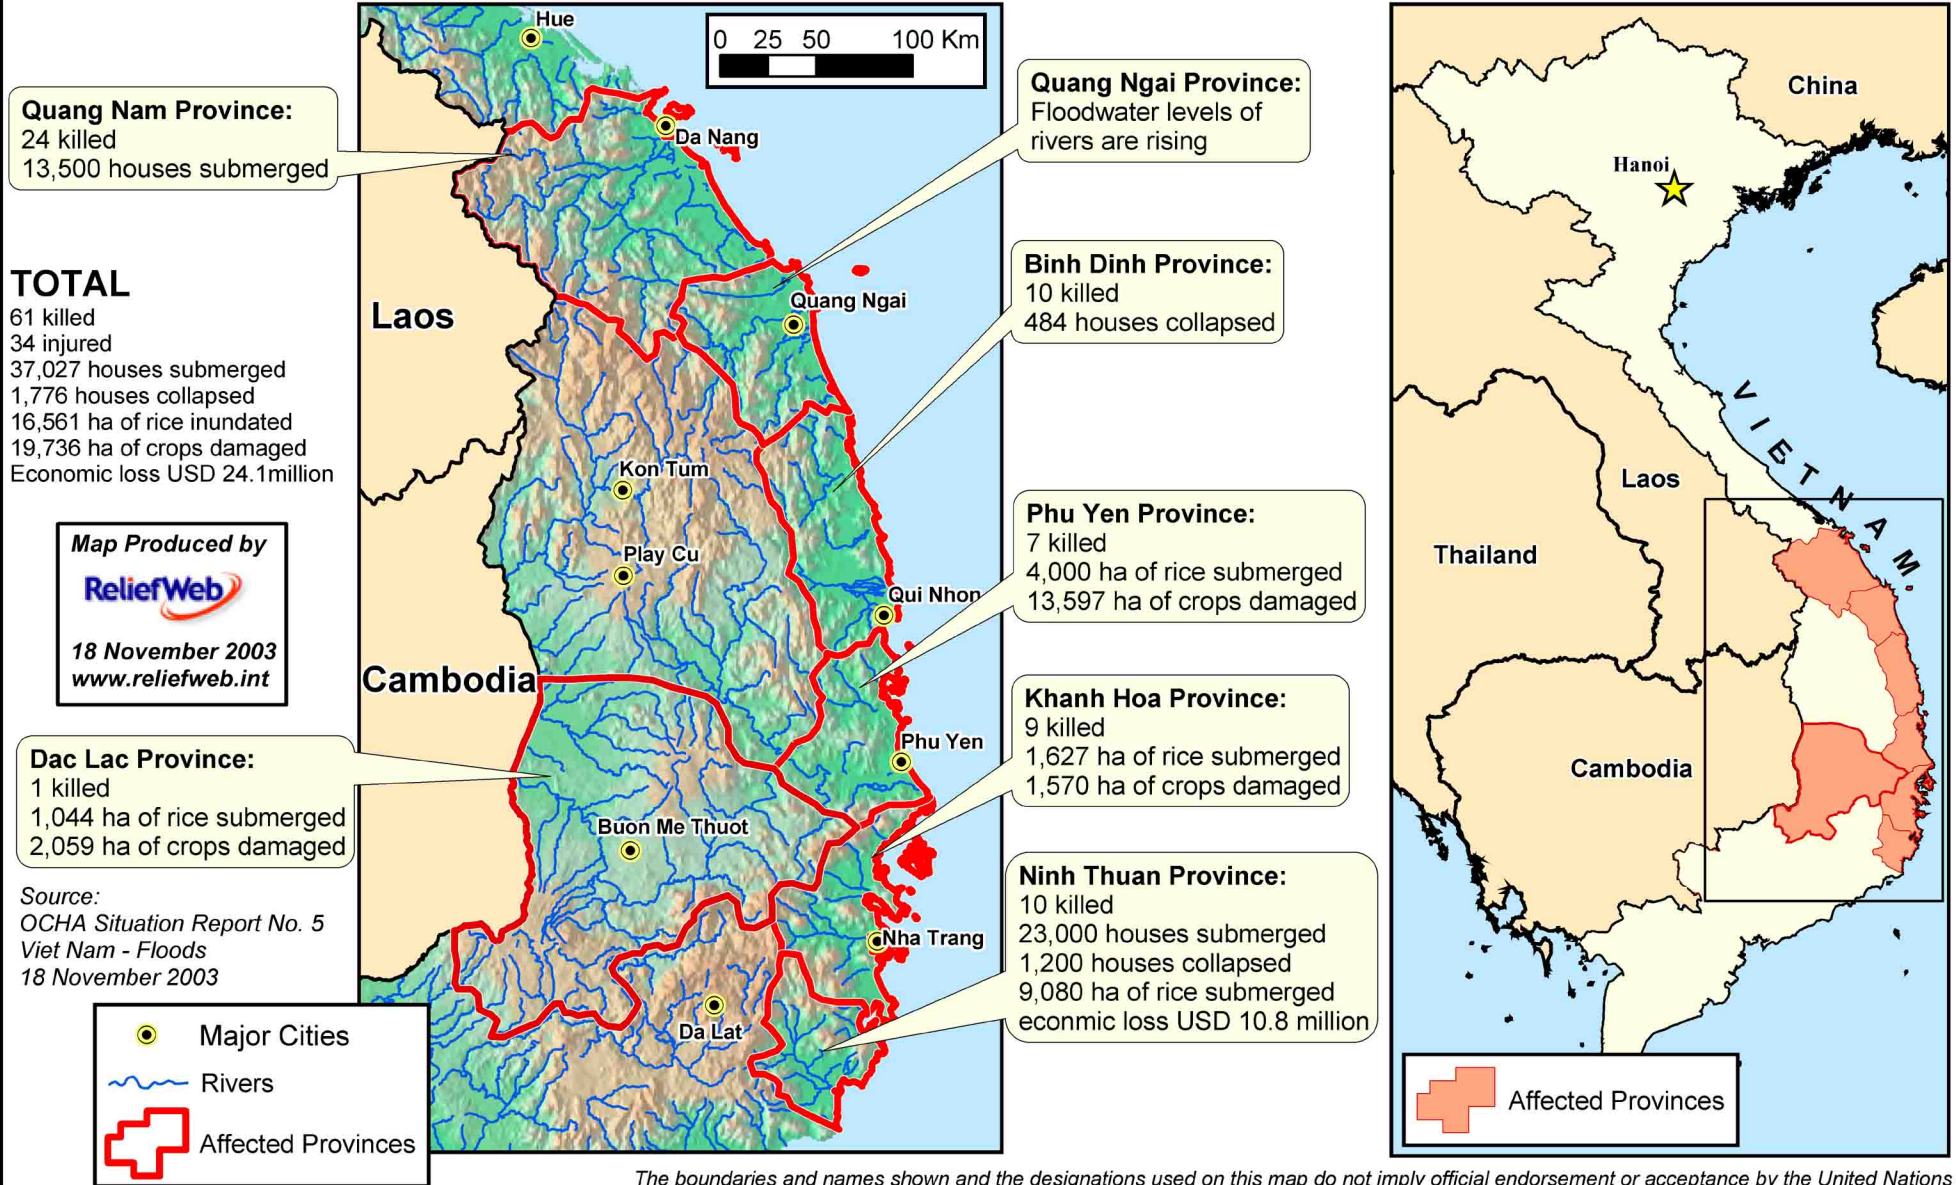 Quang Nam Province:
24 killed
13,500 houses submerged
TOTAL
61 killed
34 injured
37,027 houses submerged
1,776 houses collapsed
16,561 ha of rice inundated
19,736 ha of crops damaged
Economic loss USD 24.1million
Map Produced by
ReliefWeb
18 November 2003
www.reliefweb.int
Dac Lac Province:
1 killed
1,044 ha of rice submerged
2,059 ha of crops damaged
Source:
OCHA Situation Report No. 5
Viet Nam - Floods
18 November 2003
Major Cities
Rivers
Affected Provinces
0 25 50 100 Km
Hue
Da Nang
Quang Ngai
Laos
Kon Tum
Play Cu
Qui Nhon
Cambodia
Phu Yen
Buon Me Thuot
Nha Trang
Da Lat
Quang Ngai Province:
Floodwater levels of
rivers are rising
Binh Dinh Province:
10 killed
484 houses collapsed
Phu Yen Province:
7 killed
4,000 ha of rice submerged
13,597 ha of crops damaged
Khanh Hoa Province:
9 killed
1,627 ha of rice submerged
1,570 ha of crops damaged
Ninh Thuan Province:
10 killed
23,000 houses submerged
1,200 houses collapsed
9,080 ha of rice submerged
econmic loss USD 10.8 million
China
Hanoi
VIETNAM
Laos
Thailand
Cambodia
Affected Provinces
The boundaries and names shown and the designations used on this map do not imply official endorsement or acceptance by the United Nations